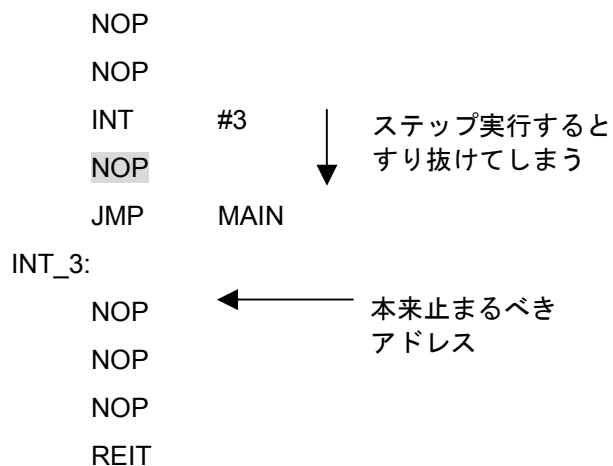 NOP
NOP
INT #3
ステップ実行すると
すり抜けてしまう
NOP
JMP MAIN
INT_3:
NOP
本来止まるべき
アドレス
NOP
NOP
REIT